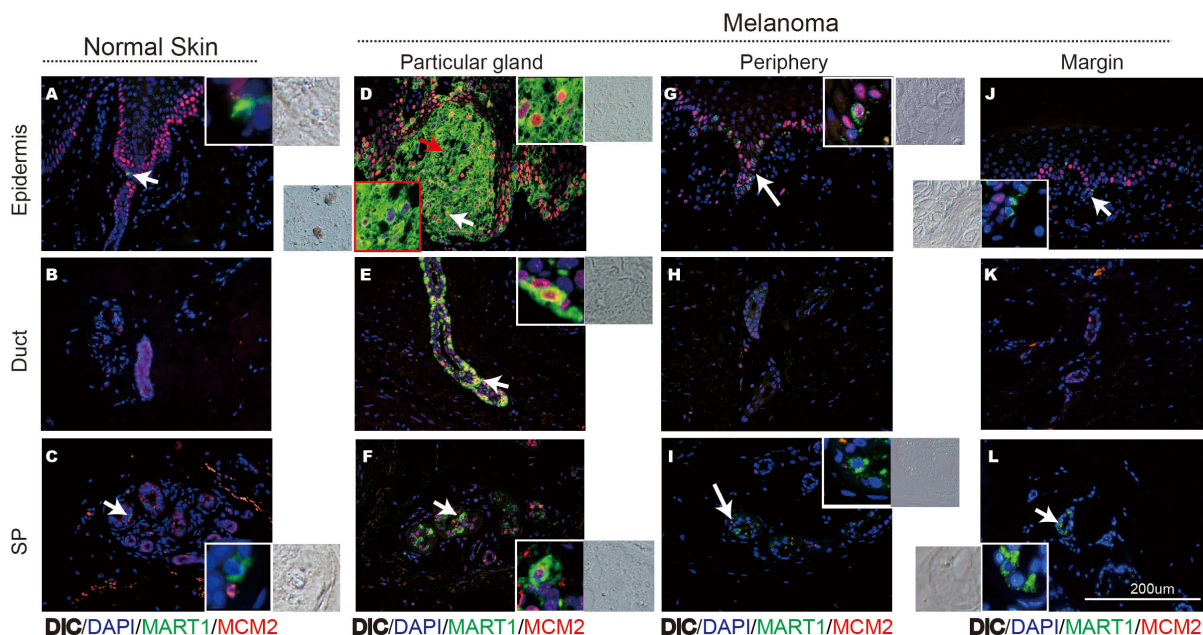 Melanoma
Normal Skin
Particular gland Periphery Margin
Epidermis
A D G J
Duct
B E H K
SP
C F I L
200um
DIC/DAPI/MART1/MCM2 DIC/DAPI/MART1/MCM2 DIC/DAPI/MART1/MCM2 DIC/DAPI/MART1/MCM2